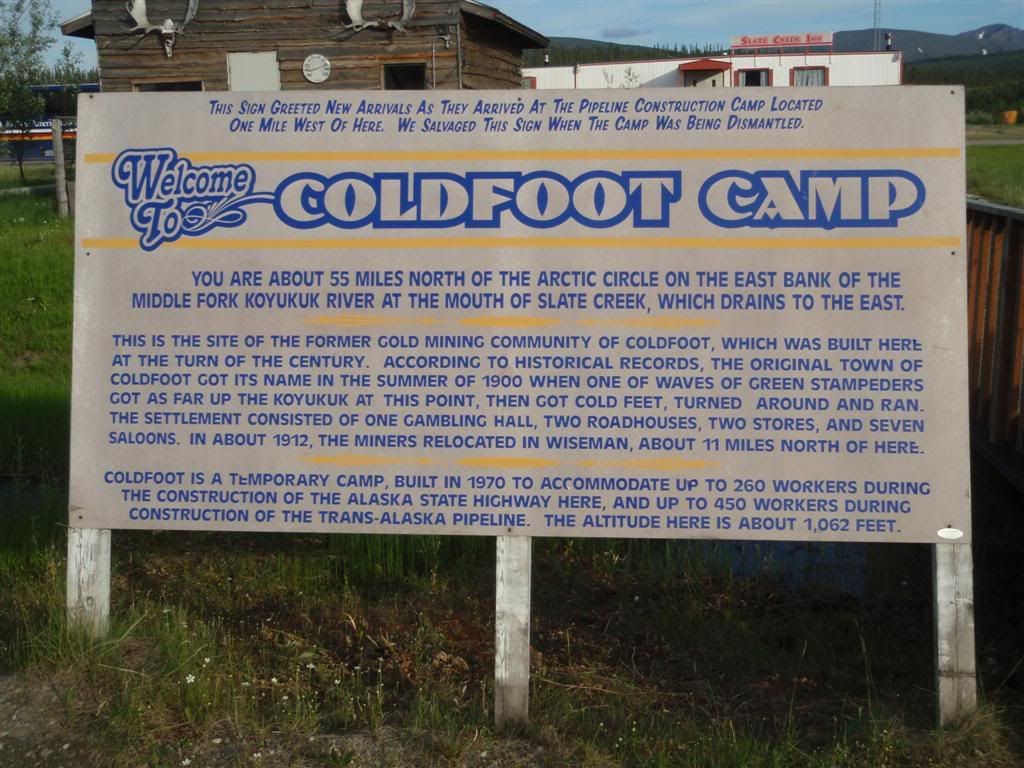 SLATE CREEK INN
THIS SIGN GREETED NEW ARRIVALS AS THEY ARRIVED AT THE PIPELINE CONSTRUCTION CAMP LOCATED
ONE MILE WEST OF HERE. WE SALVAGED THIS SIGN WHEN THE CAMP WAS BEING DISMANTLED.
Welcome
To COLDFOOT CAMP
YOU ARE ABOUT 55 MILES NORTH OF THE ARCTIC CIRCLE ON THE EAST BANK OF THE
MIDDLE FORK KOYUKUK RIVER AT THE MOUTH OF SLATE CREEK, WHICH DRAINS TO THE EAST.
THIS IS THE SITE OF THE FORMER GOLD MINING COMMUNITY OF COLDFOOT, WHICH WAS BUILT HERE
AT THE TURN OF THE CENTURY. ACCORDING TO HISTORICAL RECORDS, THE ORIGINAL TOWN OF
COLDFOOT GOT ITS NAME IN THE SUMMER OF 1900 WHEN ONE OF WAVES OF GREEN STAMPEDERS
GOT AS FAR UP THE KOYUKUK AT THIS POINT, THEN GOT COLD FEET, TURNED AROUND AND RAN.
THE SETTLEMENT CONSISTED OF ONE GAMBLING HALL, TWO ROADHOUSES, TWO STORES, AND SEVEN
SALOONS. IN ABOUT 1912, THE MINERS RELOCATED IN WISEMAN, ABOUT 11 MILES NORTH OF HERE.
COLDFOOT IS A TEMPORARY CAMP, BUILT IN 1970 TO ACCOMMODATE UP TO 260 WORKERS DURING
THE CONSTRUCTION OF THE ALASKA STATE HIGHWAY HERE, AND UP TO 450 WORKERS DURING
CONSTRUCTION OF THE TRANS-ALASKA PIPELINE. THE ALTITUDE HERE IS ABOUT 1,062 FEET.